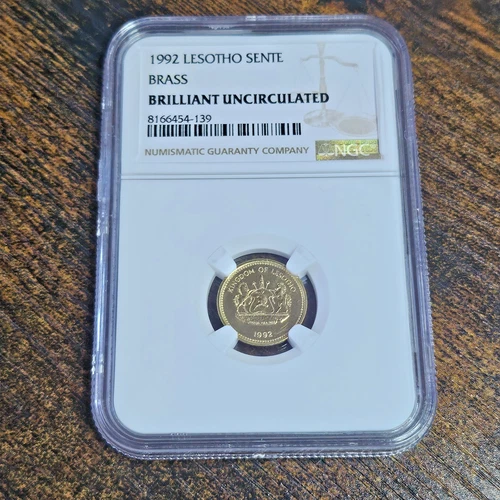 1992 LESOTHO SENTE
BRASS
BRILLIANT UNCIRCULATED
8166454-139
NUMISMATIC GUARANTY COMPANY
NGC
KINGDOM OF LESOTHO
1992